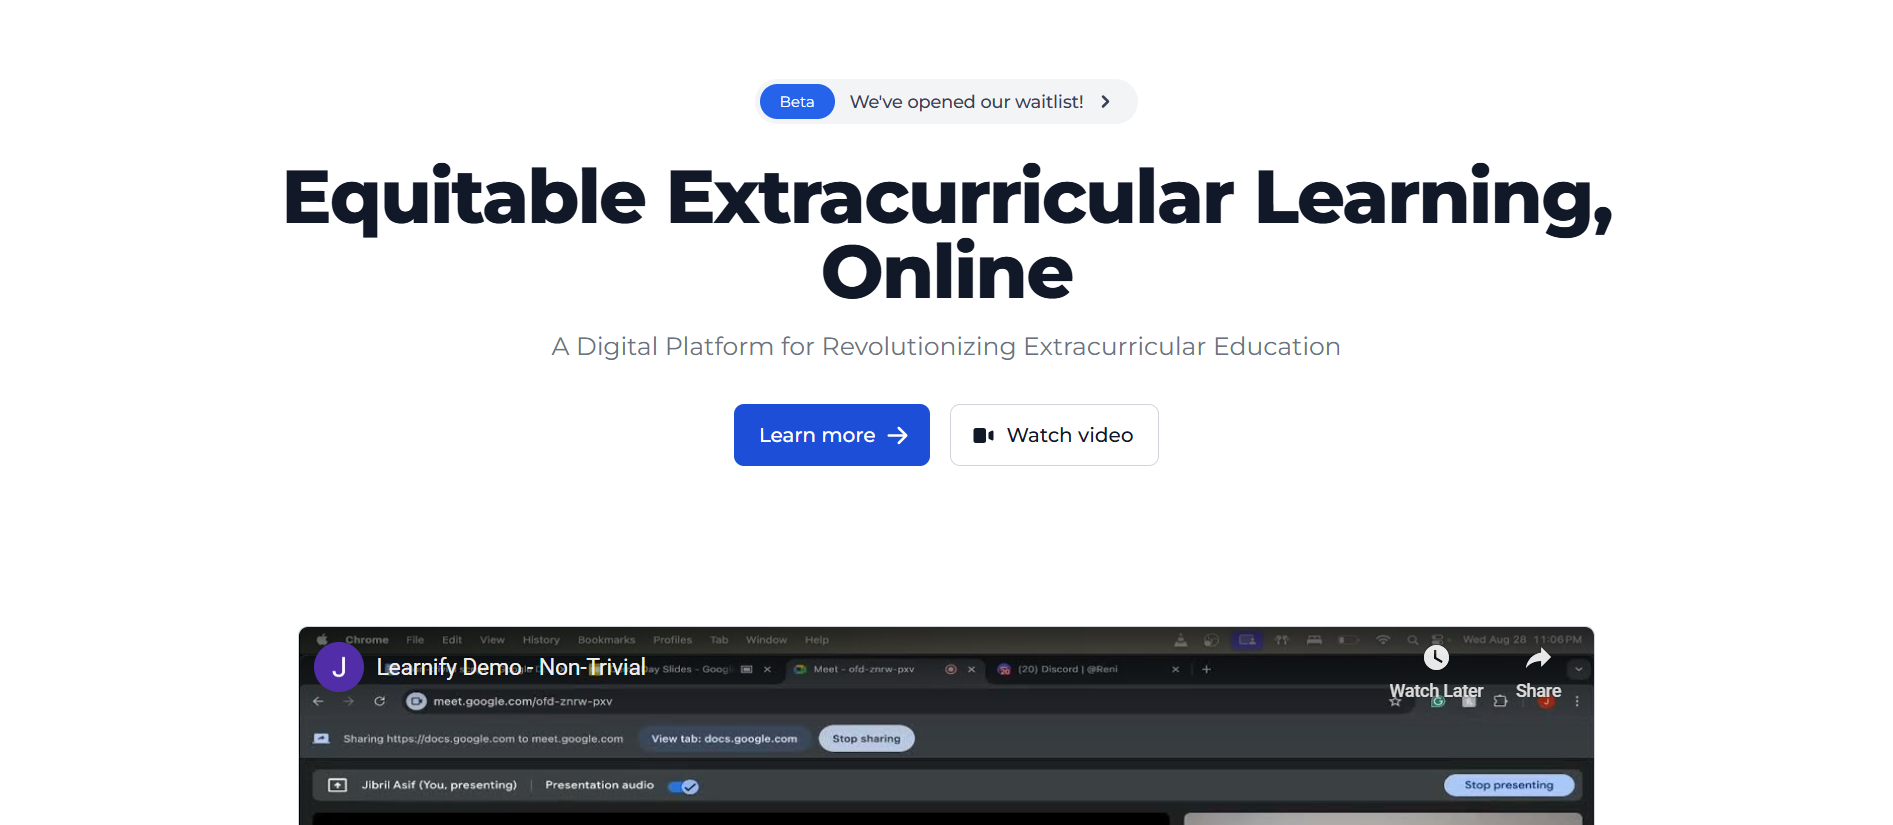 Beta We've opened our waitlist!
Equitable Extracurricular Learning,
Online
A Digital Platform for Revolutionizing Extracurricular Education
Learn more
Watch video
Chrome File Edit View History Bookmarks Profiles Tab Window Help Wed Aug 28 11:06 PM
J Learnify Demo - Non-Trivial
Day Slides - Goog Meet - ofd-znrw-pxv (20) Discord | @Reni
Watch Later Share
meet.google.com/ofd-znrw-pxv
Sharing https://docs.google.com to meet.google.com View tab: docs.google.com Stop sharing
Jibril Asif (You, presenting) Presentation audio Stop presenting